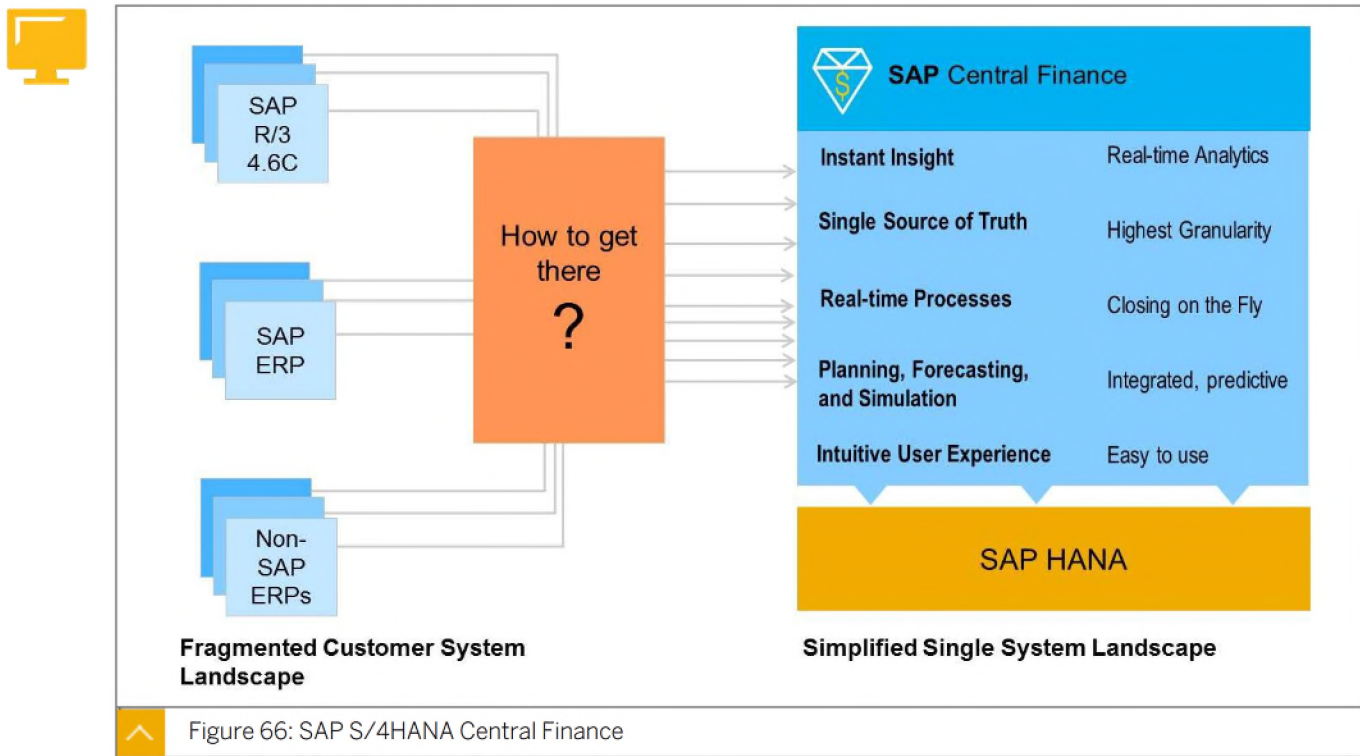 SAP
R/3
4.6C
SAP
ERP
Non-
SAP
ERPs
Fragmented Customer System
Landscape
How to get
there
?
$
SAP Central Finance
Instant Insight
Real-time Analytics
Single Source of Truth
Highest Granularity
Real-time Processes
Closing on the Fly
Planning, Forecasting,
and Simulation
Integrated, predictive
Intuitive User Experience
Easy to use
SAP HANA
Simplified Single System Landscape
Figure 66: SAP S/4HANA Central Finance